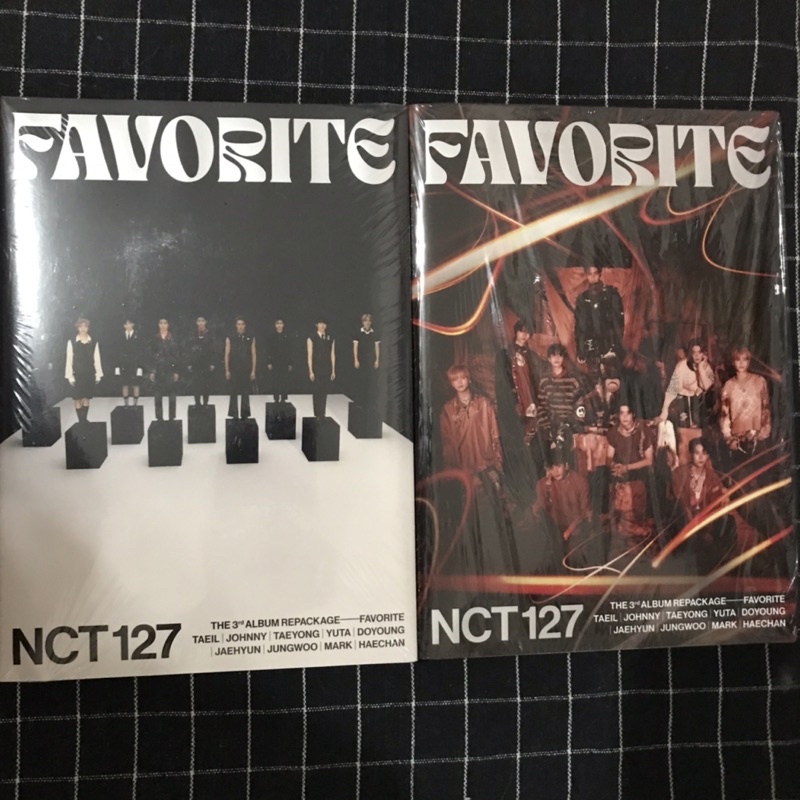 FAVORITE
NCT 127
THE 3rd ALBUM REPACKAGE——FAVORITE
TAEIL | JOHNNY | TAEYONG | YUTA | DOYOUNG
| JAEHYUN | JUNGWOO | MARK | HAECHAN
FAVORITE
NCT 127
THE 3rd ALBUM REPACKAGE——FAVORITE
TAEIL | JOHNNY | TAEYONG | YUTA | DOYOUNG
| JAEHYUN | JUNGWOO | MARK | HAECHAN